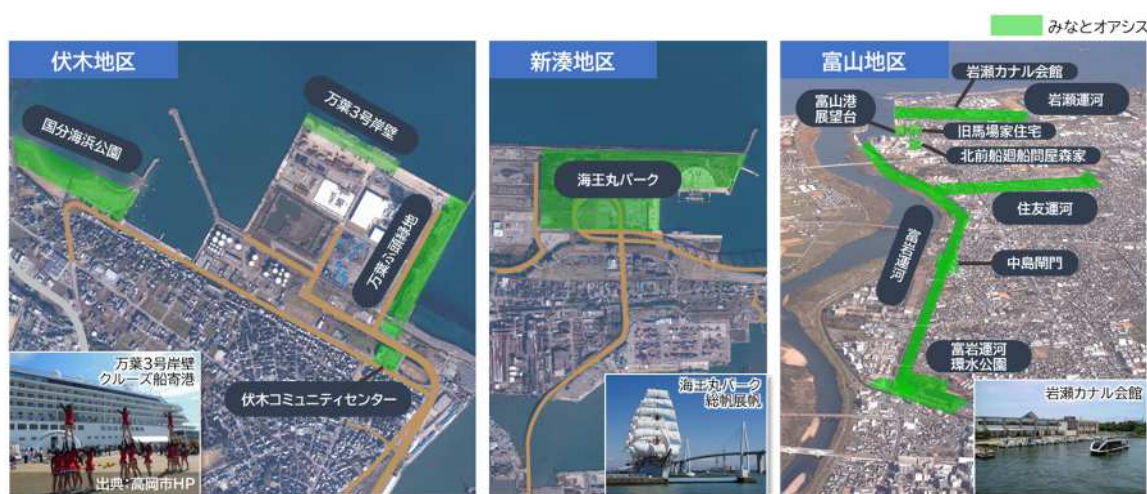 みなとオアシス
伏木地区
国分海浜公園
万葉3号岸壁
万葉ふ頭緑地
伏木コミュニティセンター
万葉3号岸壁
クルーズ船寄港
出典:高岡市HP
新湊地区
海王丸パーク
海王丸パーク
総帆展帆
富山地区
岩瀬カナル会館
岩瀬運河
富山港
展望台
旧馬場家住宅
北前船廻船問屋森家
住友運河
富岩運河
中島閘門
富岩運河
環水公園
岩瀬カナル会館